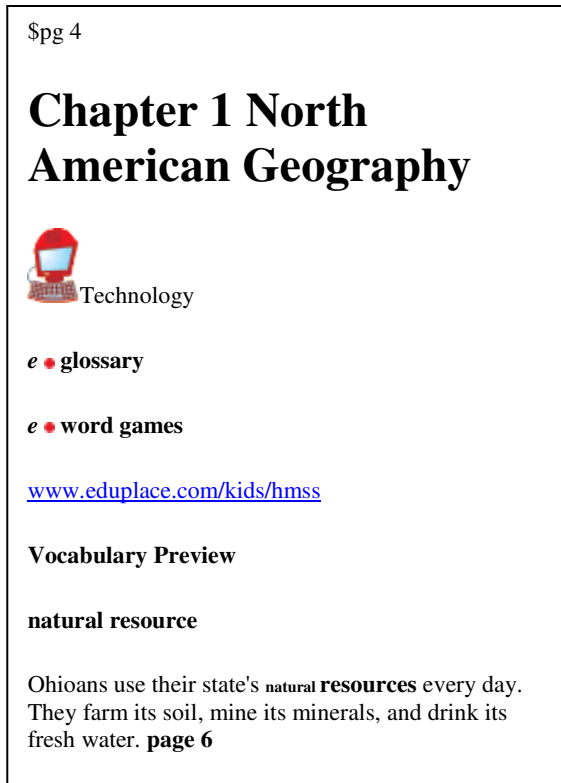 $pg 4
Chapter 1 North
American Geography
Technology
e • glossary
e • word games
www.eduplace.com/kids/hmss
Vocabulary Preview
natural resource
Ohioans use their state's natural resources every day.
They farm its soil, mine its minerals, and drink its
fresh water. page 6